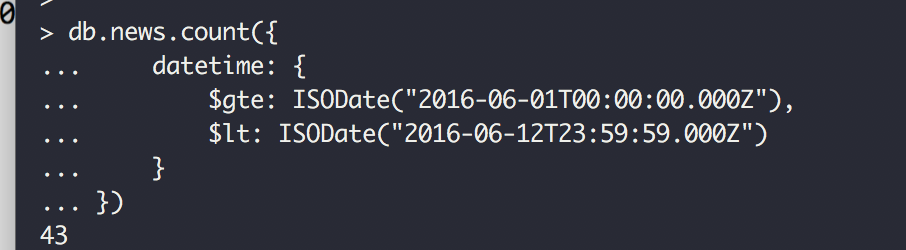 0
>
> db.news.count({
... datetime: {
... $gte: ISODate("2016-06-01T00:00:00.000Z"),
... $lt: ISODate("2016-06-12T23:59:59.000Z")
... }
... })
43